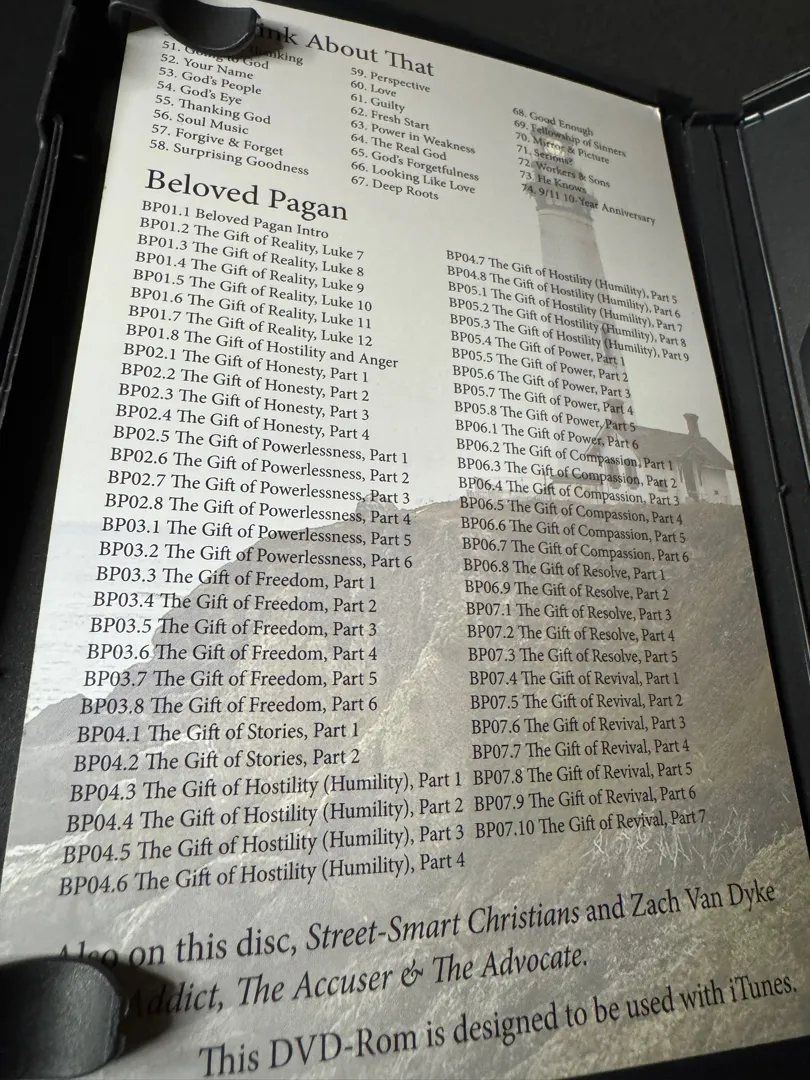 ink About That
51. Going to God
52. Your Name
53. God's People
54. God's Eye
55. Thanking God
56. Soul Music
57. Forgive & Forget
58. Surprising Goodness
59. Perspective
60. Love
61. Guilty
62. Fresh Start
63. Power in Weakness
64. The Real God
65. God's Forgetfulness
66. Looking Like Love
67. Deep Roots
68. Good Enough
69. Fellowship of Sinners
70. Mirror & Picture
71. Serious?
72. Workers & Sons
73. He Knows
74. 9/11 10-Year Anniversary
Beloved Pagan
BP01.1 Beloved Pagan Intro
BP01.2 The Gift of Reality, Luke 7
BP01.3 The Gift of Reality, Luke 8
BP01.4 The Gift of Reality, Luke 9
BP01.5 The Gift of Reality, Luke 10
BP01.6 The Gift of Reality, Luke 11
BP01.7 The Gift of Reality, Luke 12
BP01.8 The Gift of Hostility and Anger
BP02.1 The Gift of Honesty, Part 1
BP02.2 The Gift of Honesty, Part 2
BP02.3 The Gift of Honesty, Part 3
BP02.4 The Gift of Honesty, Part 4
BP02.5 The Gift of Powerlessness, Part 1
BP02.6 The Gift of Powerlessness, Part 2
BP02.7 The Gift of Powerlessness, Part 3
BP02.8 The Gift of Powerlessness, Part 4
BP03.1 The Gift of Powerlessness, Part 5
BP03.2 The Gift of Powerlessness, Part 6
BP03.3 The Gift of Freedom, Part 1
BP03.4 The Gift of Freedom, Part 2
BP03.5 The Gift of Freedom, Part 3
BP03.6 The Gift of Freedom, Part 4
BP03.7 The Gift of Freedom, Part 5
BP03.8 The Gift of Freedom, Part 6
BP04.1 The Gift of Stories, Part 1
BP04.2 The Gift of Stories, Part 2
BP04.3 The Gift of Hostility (Humility), Part 1
BP04.4 The Gift of Hostility (Humility), Part 2
BP04.5 The Gift of Hostility (Humility), Part 3
BP04.6 The Gift of Hostility (Humility), Part 4
BP04.7 The Gift of Hostility (Humility), Part 5
BP04.8 The Gift of Hostility (Humility), Part 6
BP05.1 The Gift of Hostility (Humility), Part 7
BP05.2 The Gift of Hostility (Humility), Part 8
BP05.3 The Gift of Hostility (Humility), Part 9
BP05.4 The Gift of Power, Part 1
BP05.5 The Gift of Power, Part 2
BP05.6 The Gift of Power, Part 3
BP05.7 The Gift of Power, Part 4
BP05.8 The Gift of Power, Part 5
BP06.1 The Gift of Power, Part 6
BP06.2 The Gift of Compassion, Part 1
BP06.3 The Gift of Compassion, Part 2
BP06.4 The Gift of Compassion, Part 3
BP06.5 The Gift of Compassion, Part 4
BP06.6 The Gift of Compassion, Part 5
BP06.7 The Gift of Compassion, Part 6
BP06.8 The Gift of Resolve, Part 1
BP06.9 The Gift of Resolve, Part 2
BP07.1 The Gift of Resolve, Part 3
BP07.2 The Gift of Resolve, Part 4
BP07.3 The Gift of Resolve, Part 5
BP07.4 The Gift of Revival, Part 1
BP07.5 The Gift of Revival, Part 2
BP07.6 The Gift of Revival, Part 3
BP07.7 The Gift of Revival, Part 4
BP07.8 The Gift of Revival, Part 5
BP07.9 The Gift of Revival, Part 6
BP07.10 The Gift of Revival, Part 7
Also on this disc, Street-Smart Christians and Zach Van Dyke
Addict, The Accuser & The Advocate.
This DVD-Rom is designed to be used with iTunes.